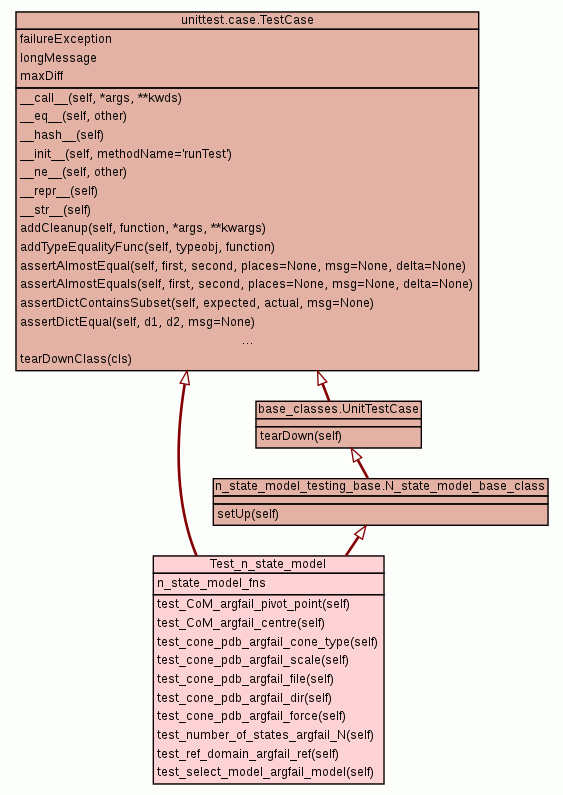 unittest.case.TestCase
failureException
longMessage
maxDiff
__call__(self, *args, **kwds)
__eq__(self, other)
__hash__(self)
__init__(self, methodName='runTest')
__ne__(self, other)
__repr__(self)
__str__(self)
addCleanup(self, function, *args, **kwargs)
addTypeEqualityFunc(self, typeobj, function)
assertAlmostEqual(self, first, second, places=None, msg=None, delta=None)
assertAlmostEquals(self, first, second, places=None, msg=None, delta=None)
assertDictContainsSubset(self, expected, actual, msg=None)
assertDictEqual(self, d1, d2, msg=None)
...
tearDownClass(cls)
base_classes.UnitTestCase
tearDown(self)
n_state_model_testing_base.N_state_model_base_class
setUp(self)
Test_n_state_model
n_state_model_fns
test_CoM_argfail_pivot_point(self)
test_CoM_argfail_centre(self)
test_cone_pdb_argfail_cone_type(self)
test_cone_pdb_argfail_scale(self)
test_cone_pdb_argfail_file(self)
test_cone_pdb_argfail_dir(self)
test_cone_pdb_argfail_force(self)
test_number_of_states_argfail_N(self)
test_ref_domain_argfail_ref(self)
test_select_model_argfail_model(self)